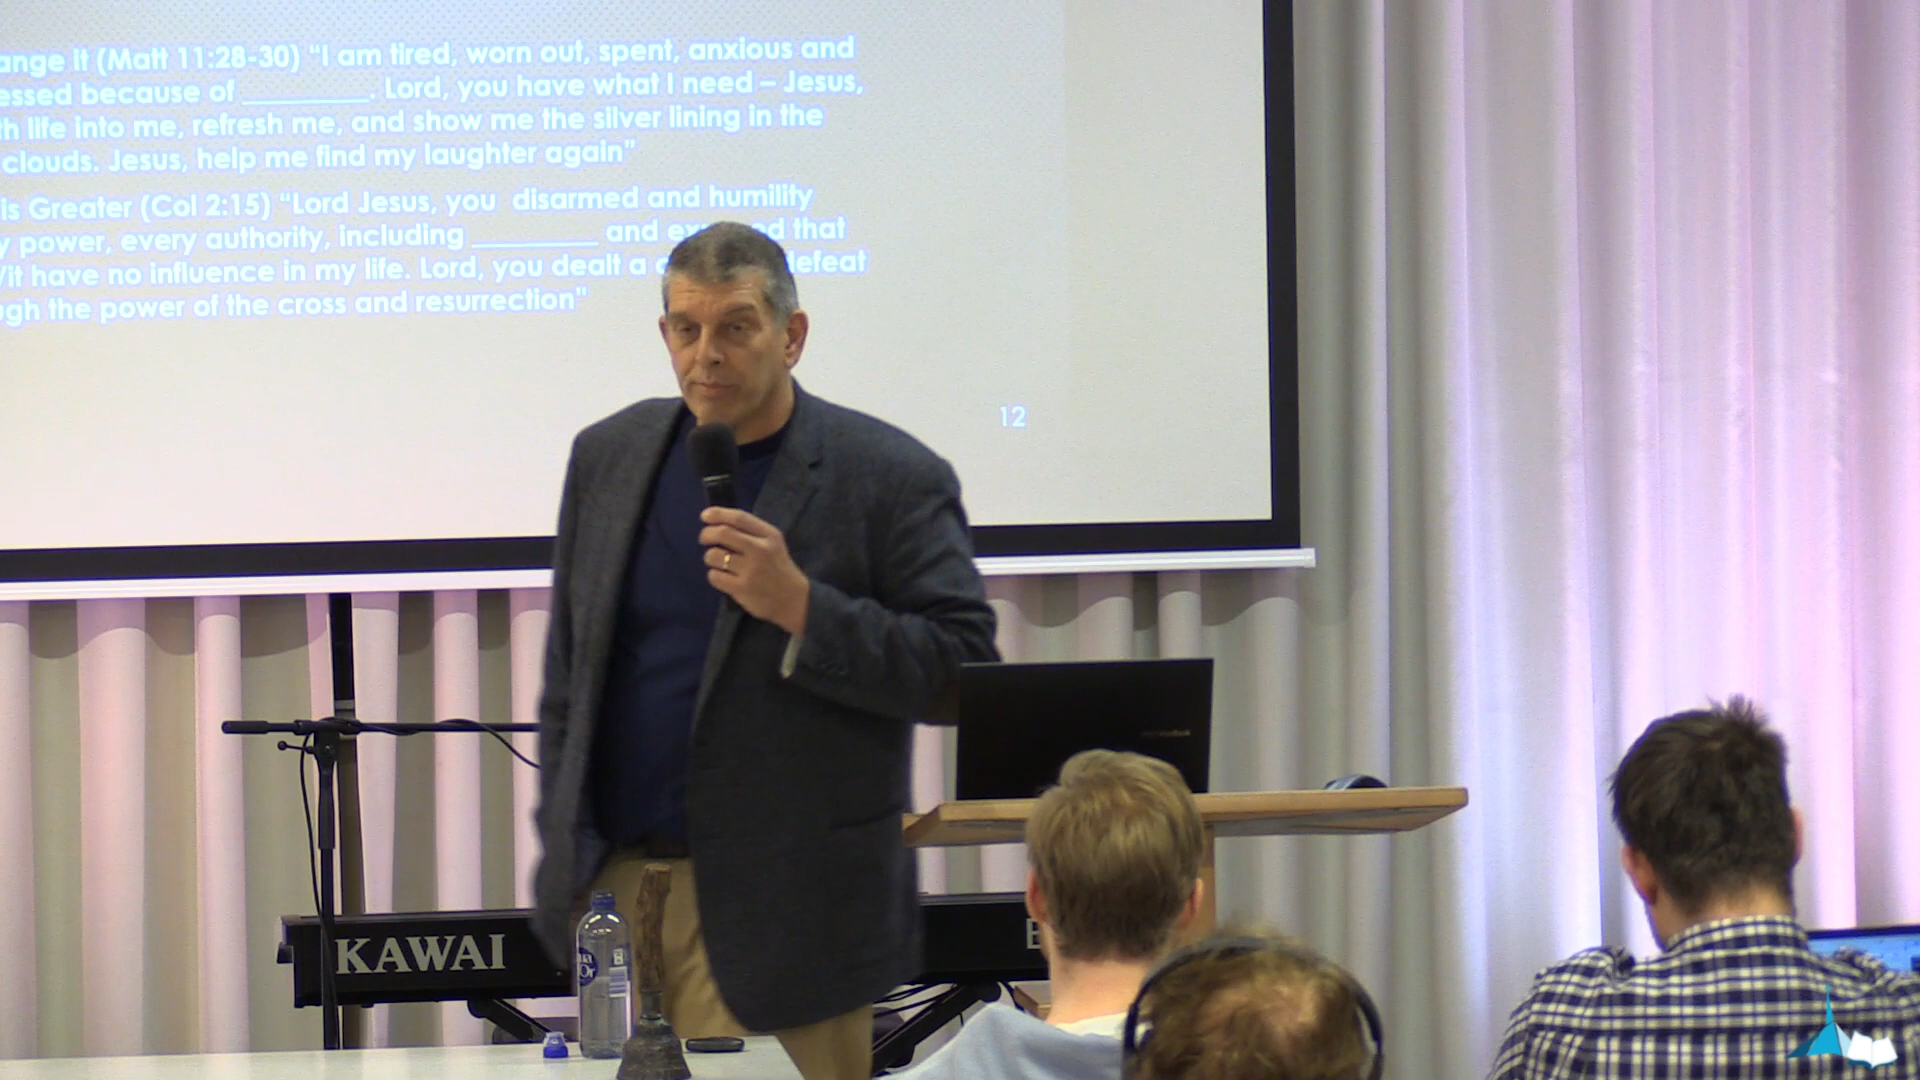 ange it (Matt 11:28-30) “I am tired, worn out, spent, anxious and
essed because of ________. Lord, you have what I need – Jesus,
th life into me, refresh me, and show me the silver lining in the
clouds. Jesus, help me find my laughter again”
is Greater (Col 2:15) “Lord Jesus, you disarmed and humility
y power, every authority, including ________ and ex d that
/it have no influence in my life. Lord, you dealt a efeat
ugh the power of the cross and resurrection”
12
KAWAI